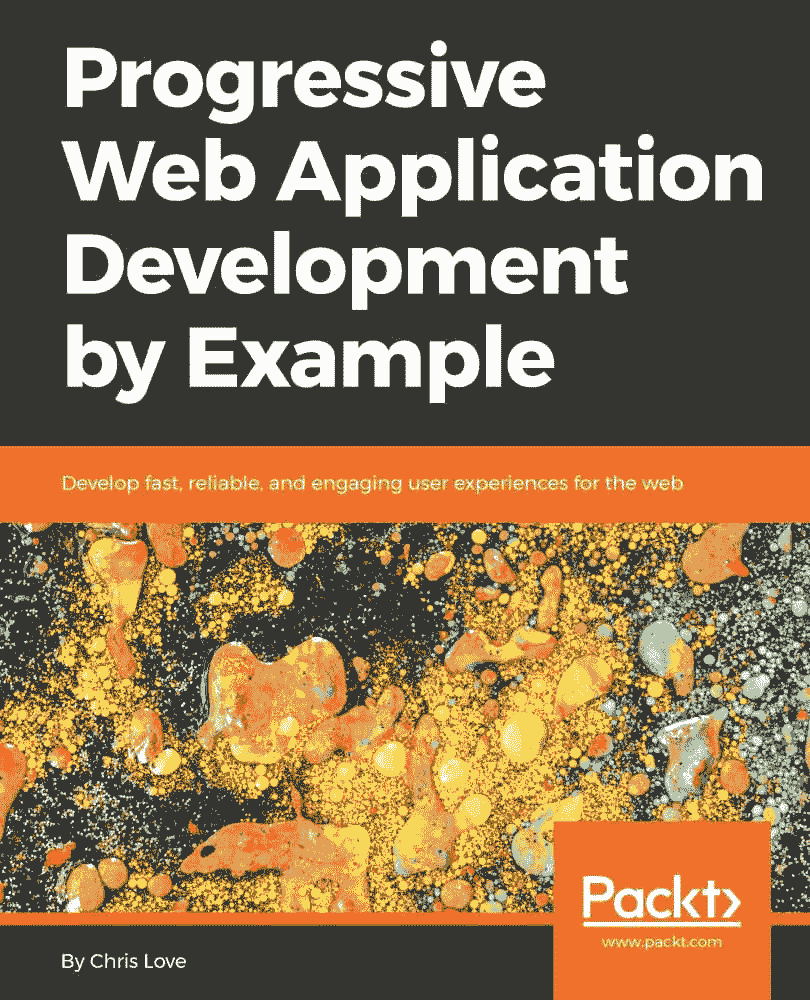 Progressive
Web Application
Development
by Example
Develop fast, reliable, and engaging user experiences for the web
Packt>
www.packt.com
By Chris Love